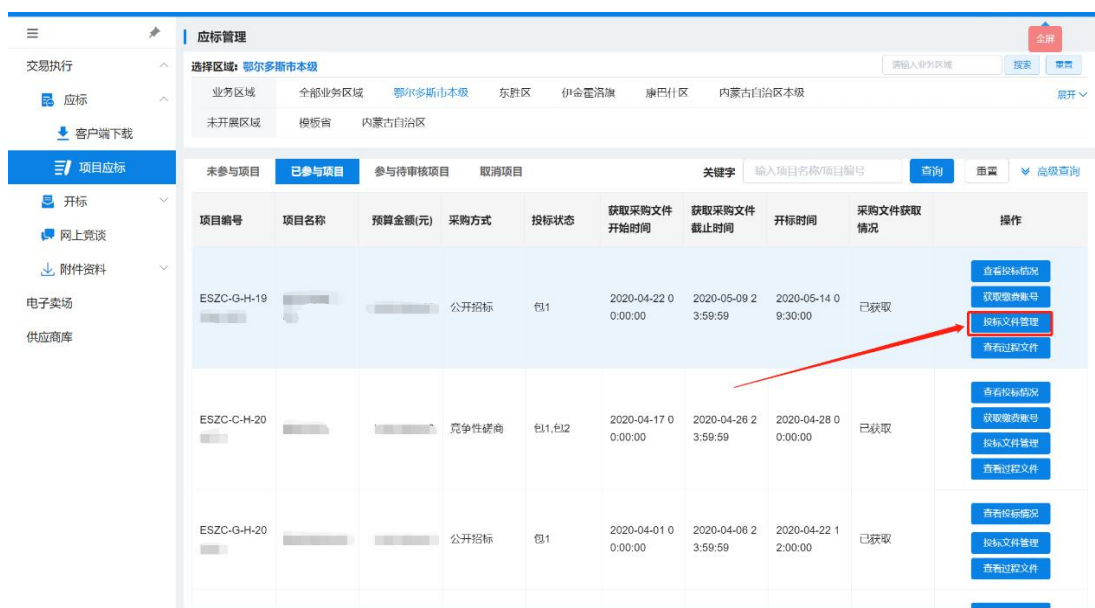 应标管理
全屏
交易执行
应标
客户端下载
项目应标
开标
网上竞谈
附件资料
电子卖场
供应商库
选择区域: 鄂尔多斯市本级
请输入业务区域
搜索
重置
业务区域 全部业务区域 鄂尔多斯市本级 东胜区 伊金霍洛旗 康巴什区 内蒙古自治区本级
展开
未开展区域 模板省 内蒙古自治区
未参与项目 已参与项目 参与待审核项目 取消项目
关键字 输入项目名称/项目编号 查询 重置 高级查询
项目编号 项目名称 预算金额(元) 采购方式 投标状态 获取采购文件 获取采购文件 开标时间 采购文件获取 操作
开始时间 截止时间 情况
查看投标情况
ESZC-G-H-19 公开招标 包1 2020-04-22 0 2020-05-09 2 2020-05-14 0 已获取 获取缴费账号
0:00:00 3:59:59 9:30:00 投标文件管理
查看过程文件
查看投标情况
ESZC-C-H-20 竞争性磋商 包1,包2 2020-04-17 0 2020-04-26 2 2020-04-28 0 已获取 获取缴费账号
0:00:00 3:59:59 0:00:00 投标文件管理
查看过程文件
查看投标情况
ESZC-G-H-20 公开招标 包1 2020-04-01 0 2020-04-06 2 2020-04-22 1 已获取 投标文件管理
0:00:00 3:59:59 2:00:00 查看过程文件